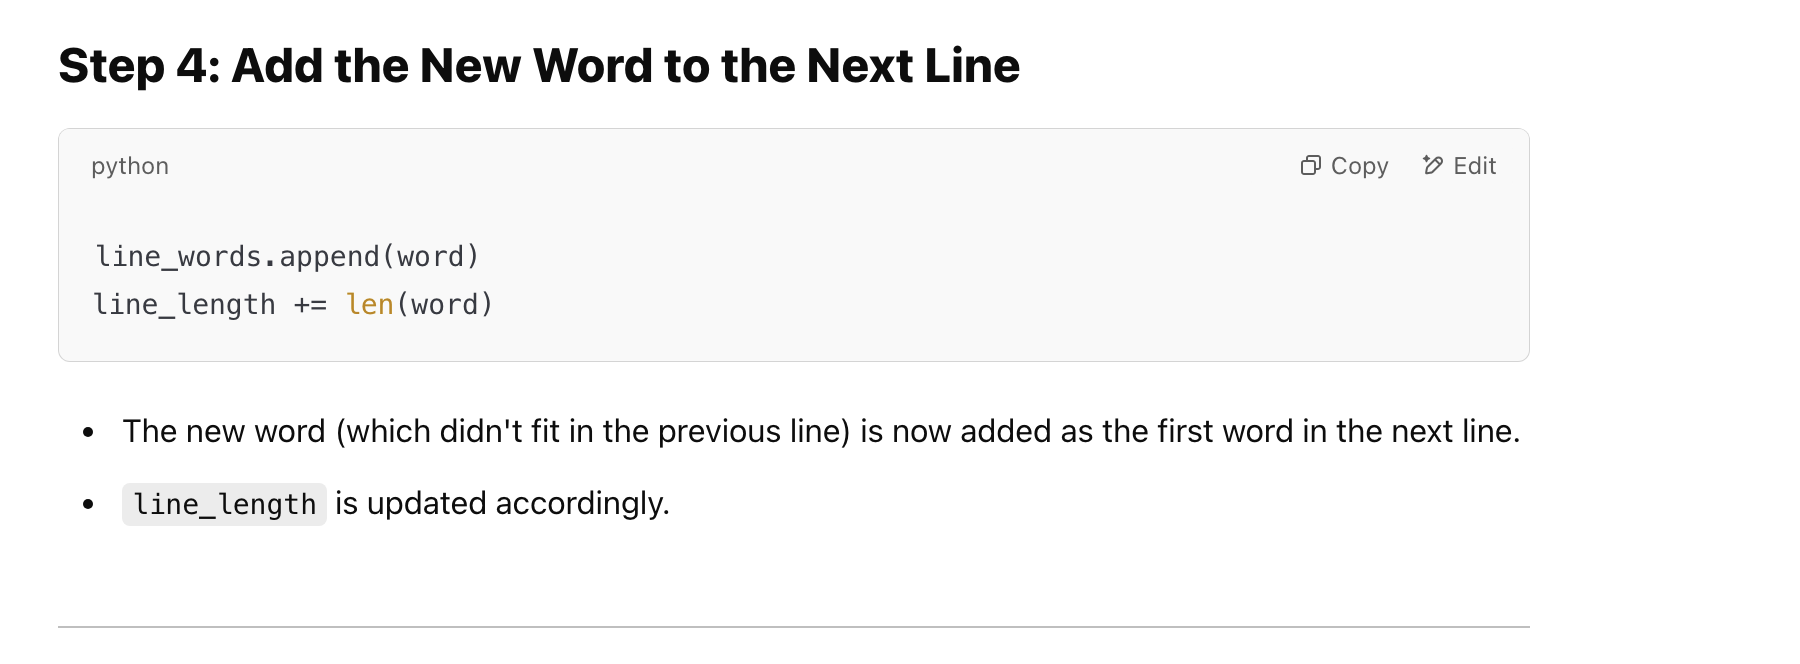 Step 4: Add the New Word to the Next Line
python
Copy
Edit
line_words.append(word)
line_length += len(word)
The new word (which didn't fit in the previous line) is now added as the first word in the next line.
line_length is updated accordingly.